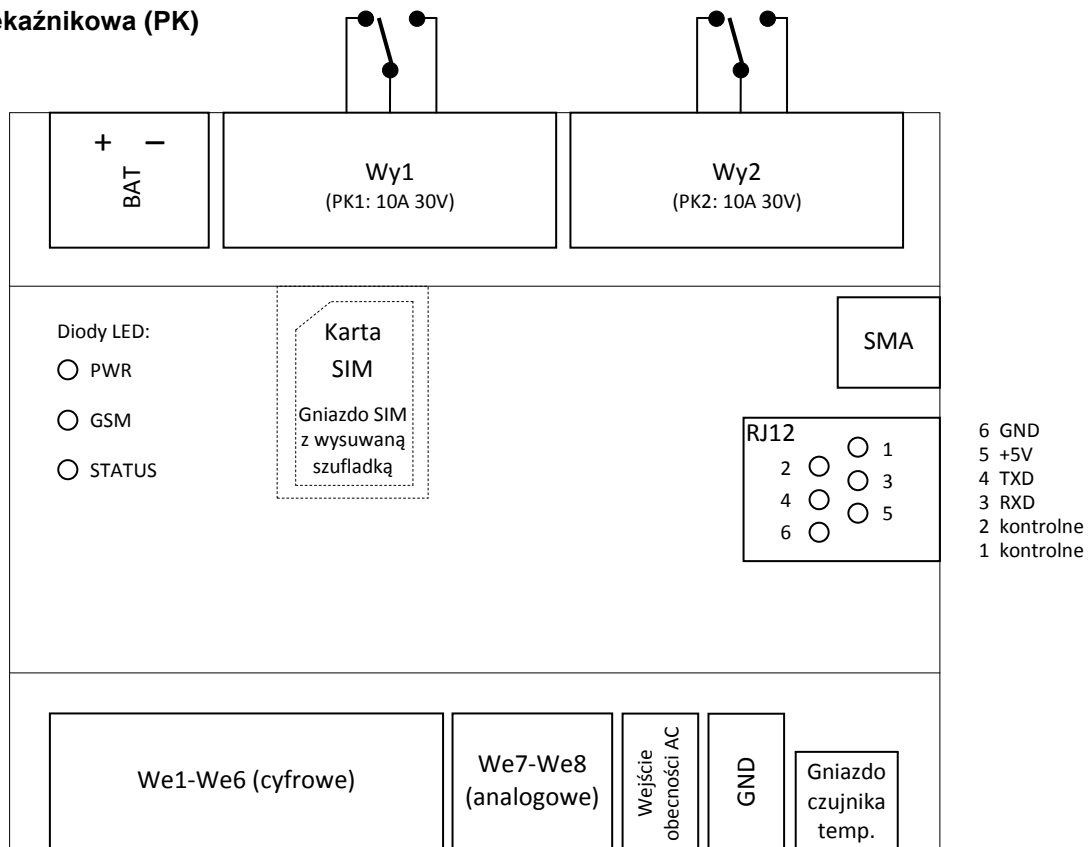 ekaźnikowa (PK)
+ –
BAT
Wy1
(PK1: 10A 30V)
Wy2
(PK2: 10A 30V)
Diody LED:
PWR
GSM
STATUS
Karta
SIM
Gniazdo SIM
z wysuwaną
szufladką
SMA
RJ12
1
2
3
4
5
6
6 GND
5 +5V
4 TXD
3 RXD
2 kontrolne
1 kontrolne
We1-We6 (cyfrowe)
We7-We8
(analogowe)
Wejście
obecności AC
GND
Gniazdo
czujnika
temp.